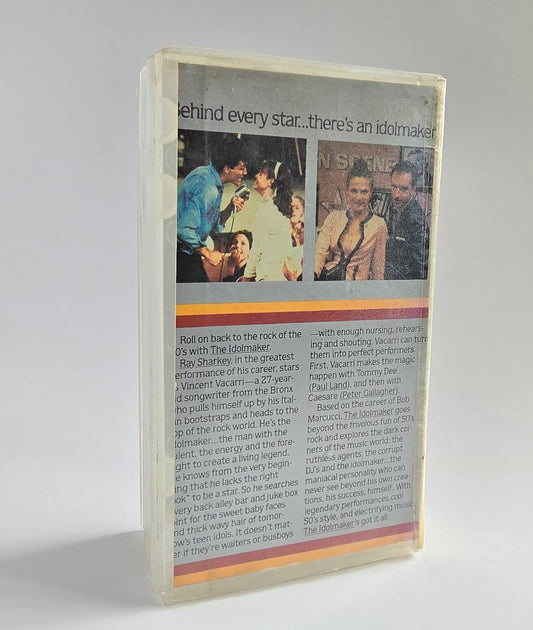 Behind every star...there's an idolmaker
N SCENE
Roll on back to the rock of the
0's with The Idolmaker.
Ray Sharkey, in the greatest
erformance of his career, stars
s Vincent Vacarri—a 27-year-
d songwriter from the Bronx
ho pulls himself up by his Ital-
n bootstraps and heads to the
op of the rock world. He's the
dolmaker...the man with the
alent, the energy and the fore-
ight to create a living legend.
e knows from the very begin-
ing that he lacks the right
ook" to be a star. So he searches
very back alley bar and juke box
oint for the sweet baby faces
nd thick wavy hair of tomor-
ow's teen idols. It doesn't mat-
er if they're waiters or busboys
—with enough nursing, rehears-
ing and shouting, Vacarri can turn
them into perfect performers.
First, Vacarri makes the magic
happen with Tommy Dee
(Paul Land), and then with
Caesare (Peter Gallagher).
Based on the career of Bob
Marcucci, The Idolmaker goes
beyond the frivolous fun of 50's
rock and explores the dark cor-
ners of the music world: the
ruthless agents, the corrupt
DJ's and the idolmaker...the
maniacal personality who can
never see beyond his own crea-
tions, his success, himself. With
legendary performances, cool
50's style, and electrifying music
The Idolmaker's got it all.